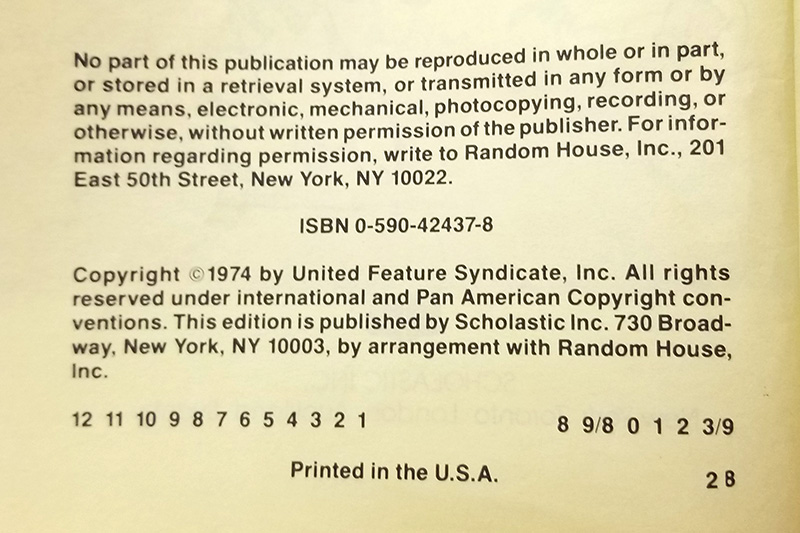 No part of this publication may be reproduced in whole or in part,
or stored in a retrieval system, or transmitted in any form or by
any means, electronic, mechanical, photocopying, recording, or
otherwise, without written permission of the publisher. For infor-
mation regarding permission, write to Random House, Inc., 201
East 50th Street, New York, NY 10022.
ISBN 0-590-42437-8
Copyright ©1974 by United Feature Syndicate, Inc. All rights
reserved under international and Pan American Copyright con-
ventions. This edition is published by Scholastic Inc. 730 Broad-
way, New York, NY 10003, by arrangement with Random House,
Inc.
12 11 10 9 8 7 6 5 4 3 2 1 8 9/8 0 1 2 3/9
Printed in the U.S.A. 28